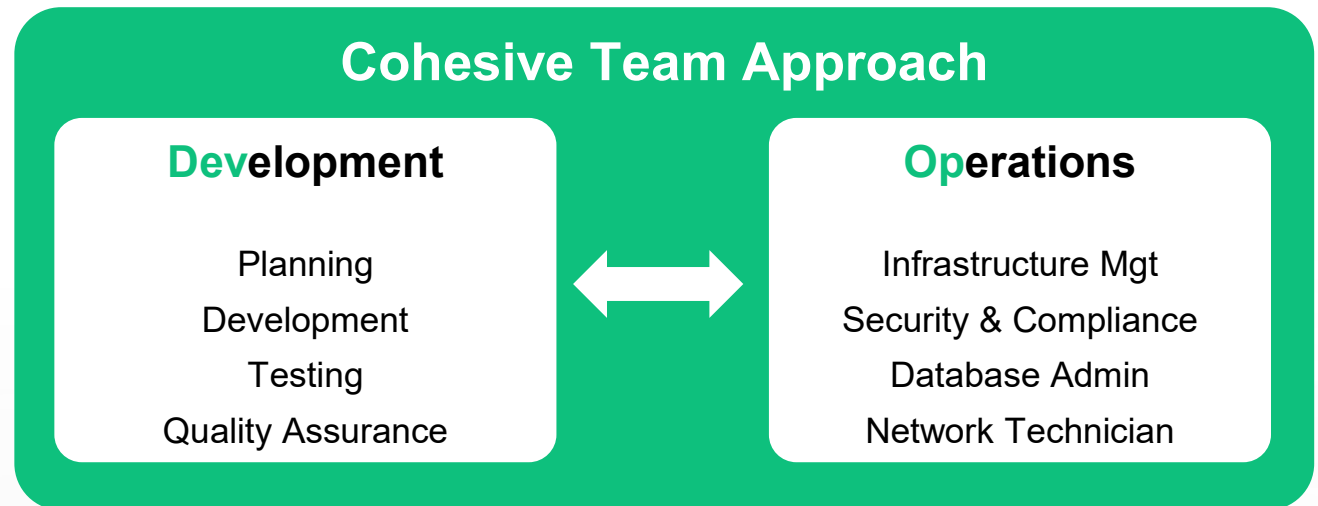 Cohesive Team Approach
Development
Planning
Development
Testing
Quality Assurance
Operations
Infrastructure Mgt
Security & Compliance
Database Admin
Network Technician